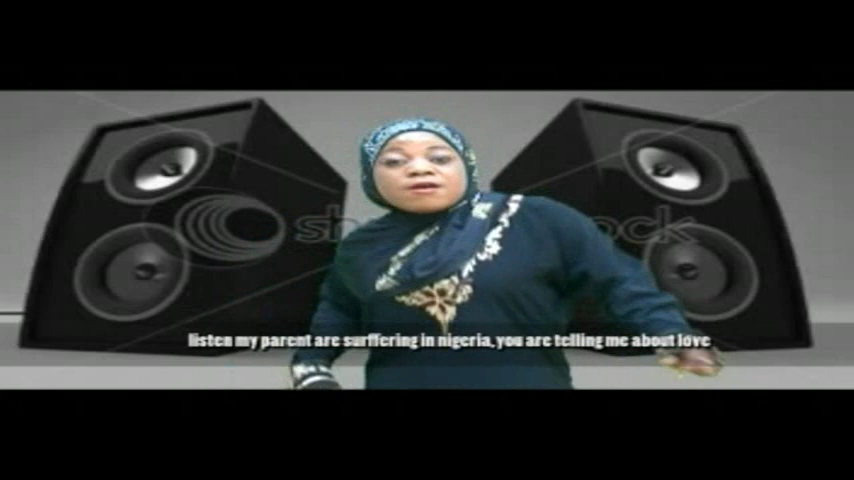 listen my parent are surffering in nigeria, you are telling me about love